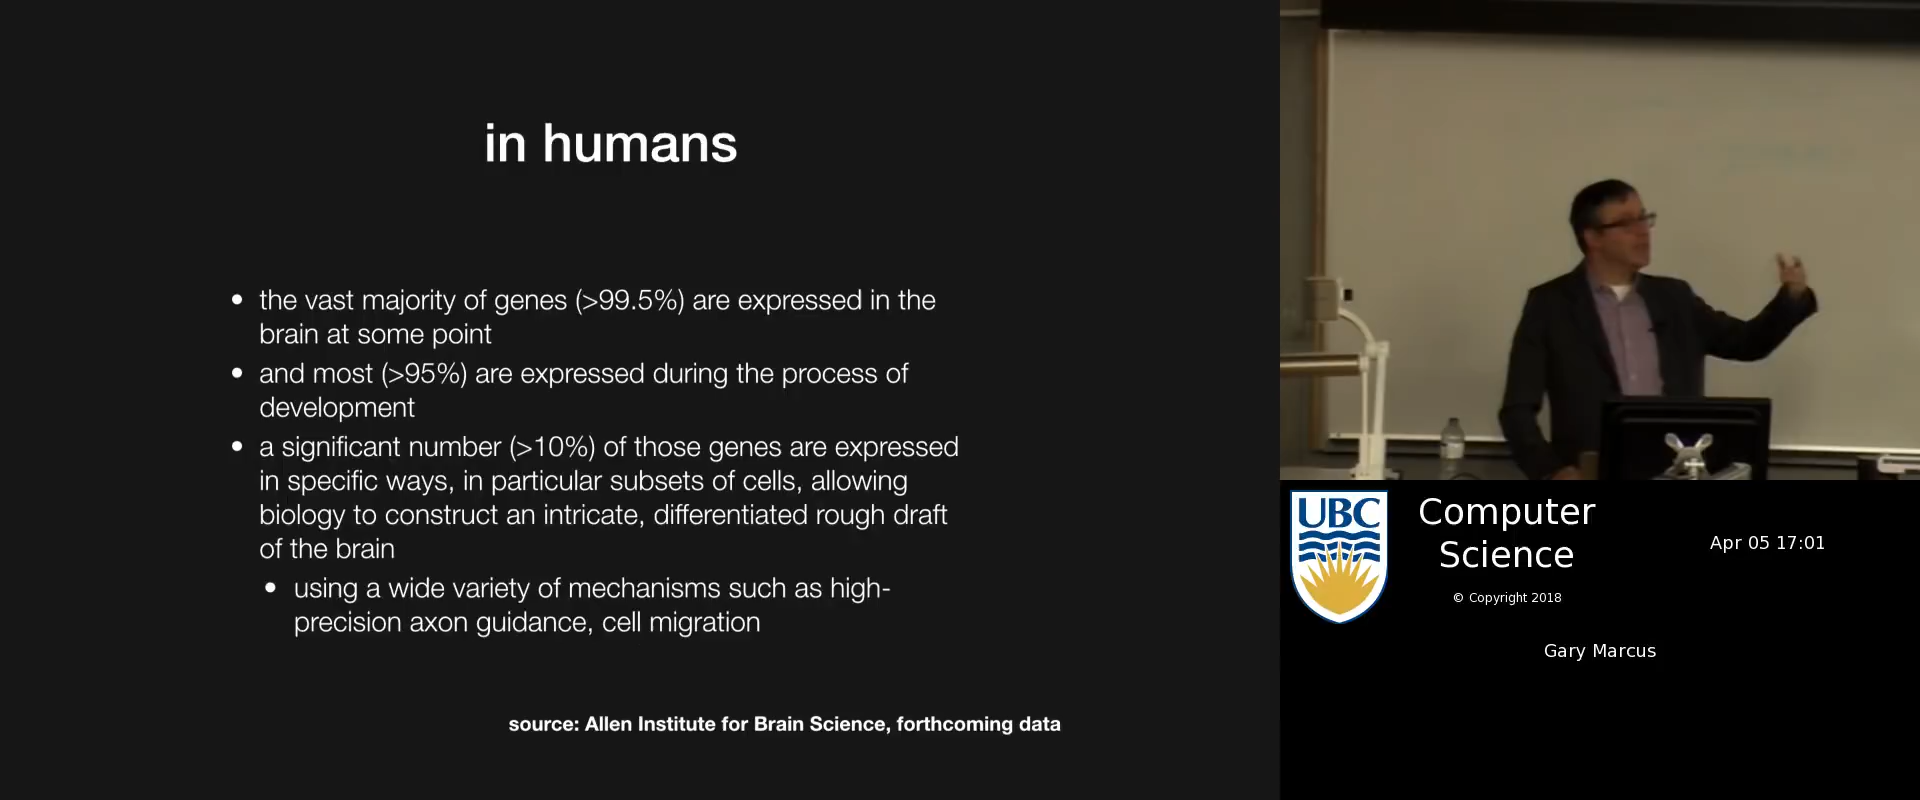 in humans
• the vast majority of genes (>99.5%) are expressed in the
brain at some point
• and most (>95%) are expressed during the process of
development
• a significant number (>10%) of those genes are expressed
in specific ways, in particular subsets of cells, allowing
biology to construct an intricate, differentiated rough draft
of the brain
• using a wide variety of mechanisms such as high-
precision axon guidance, cell migration
source: Allen Institute for Brain Science, forthcoming data
UBC
Computer
Science
Apr 05 17:01
© Copyright 2018
Gary Marcus